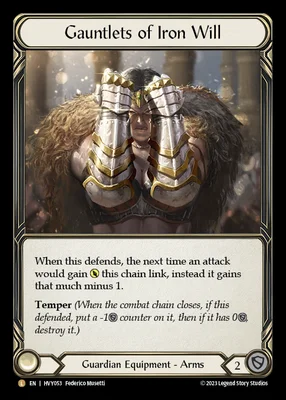 Gauntlets of Iron Will
When this defends, the next time an attack
would gain this chain link, instead it gains
that much minus 1.
Temper (When the combat chain closes, if this
defended, put a -1 counter on it, then if it has 0,
destroy it.)
Guardian Equipment - Arms
2
L | EN | HVY053 Federico Musetti
© 2023 Legend Story Studios